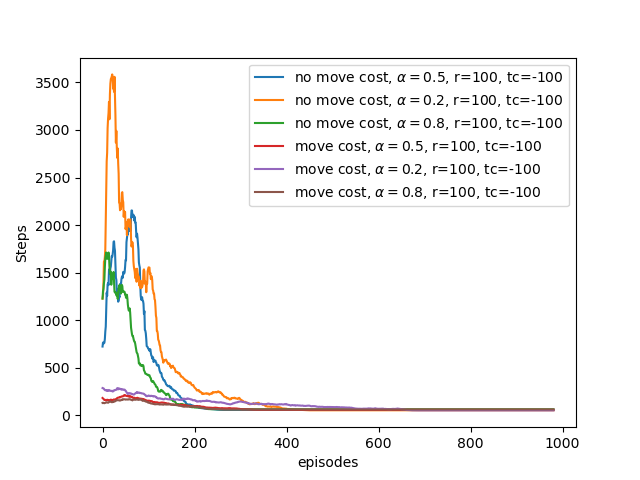 3500
3000
2500
2000
1500
1000
500
0
Steps
no move cost, α = 0.5, r=100, tc=-100
no move cost, α = 0.2, r=100, tc=-100
no move cost, α = 0.8, r=100, tc=-100
move cost, α = 0.5, r=100, tc=-100
move cost, α = 0.2, r=100, tc=-100
move cost, α = 0.8, r=100, tc=-100
0 200 400 600 800 1000
episodes